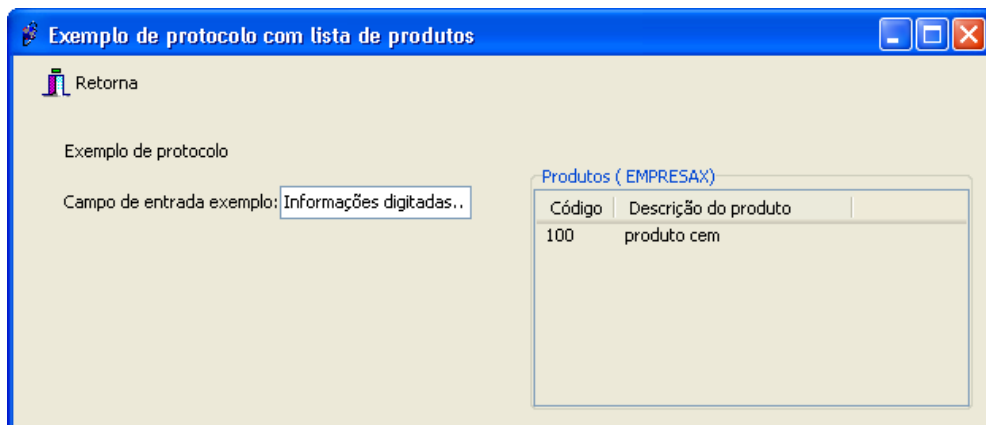 Exemplo de protocolo com lista de produtos
Retorna
Exemplo de protocolo
Campo de entrada exemplo: Informações digitadas..
Produtos ( EMPRESAX)
Código Descrição do produto
100 produto cem